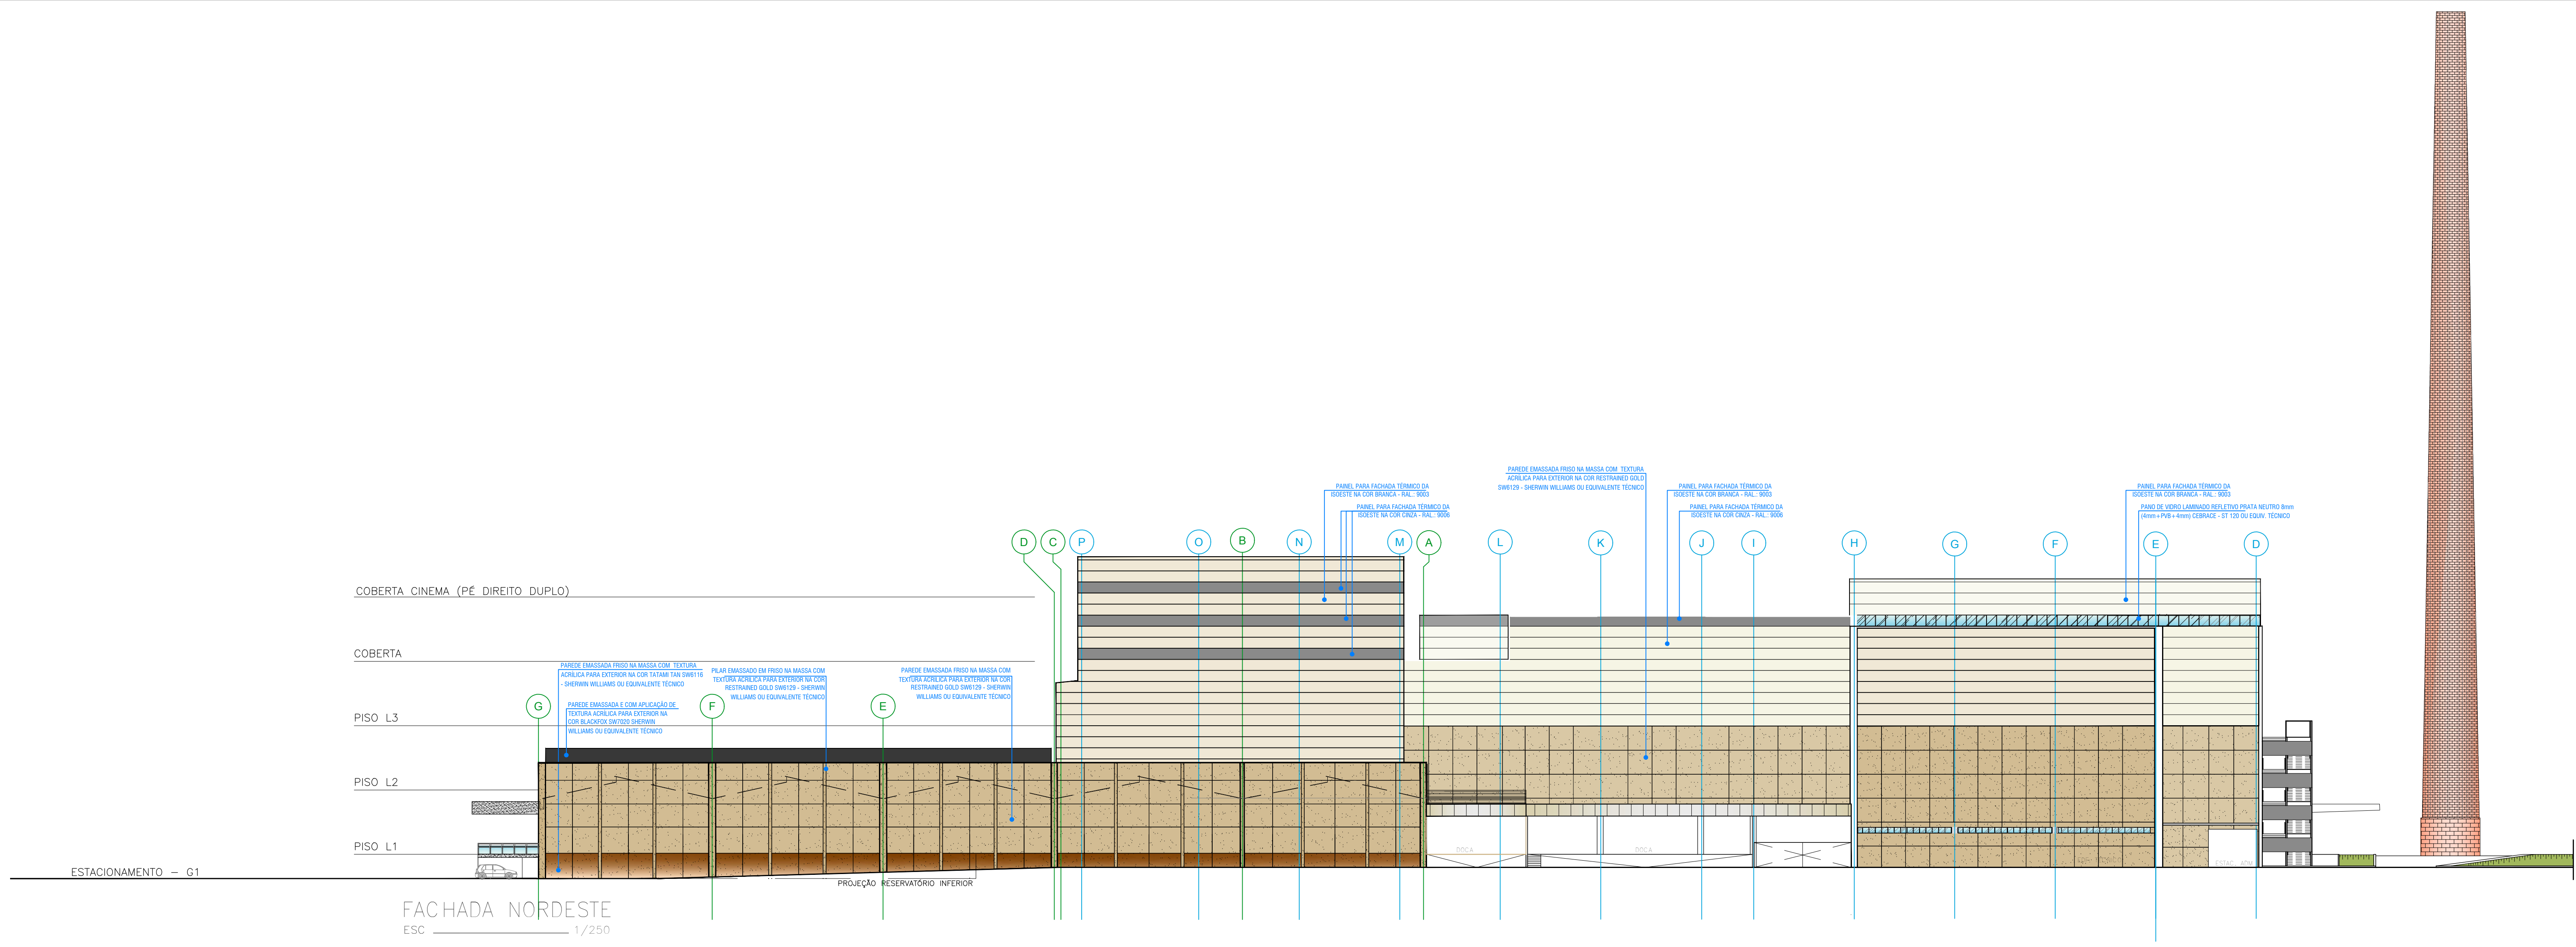 PAREDE EMASSADA FRISO NA MASSA COM TEXTURA
ACRÍLICA PARA EXTERIOR NA COR RESTRAINED GOLD
SW6129 - SHERWIN WILLIAMS OU EQUIVALENTE TÉCNICO
PAINEL PARA FACHADA TÉRMICO DA
ISOESTE NA COR BRANCA - RAL.: 9003
PAINEL PARA FACHADA TÉRMICO DA
ISOESTE NA COR CINZA - RAL.: 9006
PAINEL PARA FACHADA TÉRMICO DA
ISOESTE NA COR BRANCA - RAL.: 9003
PAINEL PARA FACHADA TÉRMICO DA
ISOESTE NA COR CINZA - RAL.: 9006
PAINEL PARA FACHADA TÉRMICO DA
ISOESTE NA COR BRANCA - RAL.: 9003
PANO DE VIDRO LAMINADO REFLETIVO PRATA NEUTRO 8mm
(4mm+PVB+4mm) CEBRACE - ST 120 OU EQUIV. TÉCNICO
D C P O B N M A L K J I H G F E D
COBERTA CINEMA (PÉ DIREITO DUPLO)
COBERTA
PAREDE EMASSADA FRISO NA MASSA COM TEXTURA
ACRÍLICA PARA EXTERIOR NA COR TATAMI TAN SW6116
- SHERWIN WILLIAMS OU EQUIVALENTE TÉCNICO
PILAR EMASSADO EM FRISO NA MASSA COM
TEXTURA ACRÍLICA PARA EXTERIOR NA COR
RESTRAINED GOLD SW6129 - SHERWIN
WILLIAMS OU EQUIVALENTE TÉCNICO
PAREDE EMASSADA FRISO NA MASSA COM
TEXTURA ACRÍLICA PARA EXTERIOR NA COR
RESTRAINED GOLD SW6129 - SHERWIN
WILLIAMS OU EQUIVALENTE TÉCNICO
G F E
PAREDE EMASSADA E COM APLICAÇÃO DE
TEXTURA ACRÍLICA PARA EXTERIOR NA
COR BLACKFOX SW7020 SHERWIN
WILLIAMS OU EQUIVALENTE TÉCNICO
PISO L3
PISO L2
PISO L1
DOCA
DOCA
ESTAC. ADM
ESTACIONAMENTO - G1
PROJEÇÃO RESERVATÓRIO INFERIOR
FACHADA NORDESTE
ESC 1/250